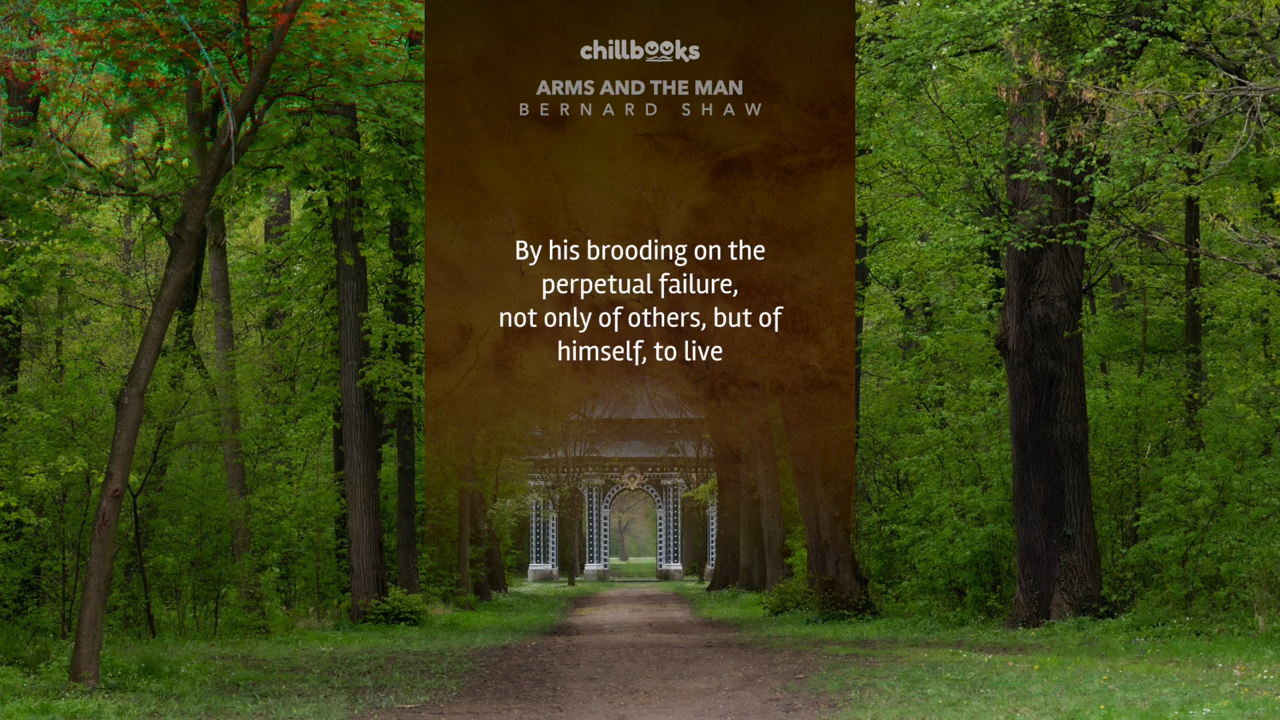 chillbooks
ARMS AND THE MAN
BERNARD SHAW
By his brooding on the
perpetual failure,
not only of others, but of
himself, to live